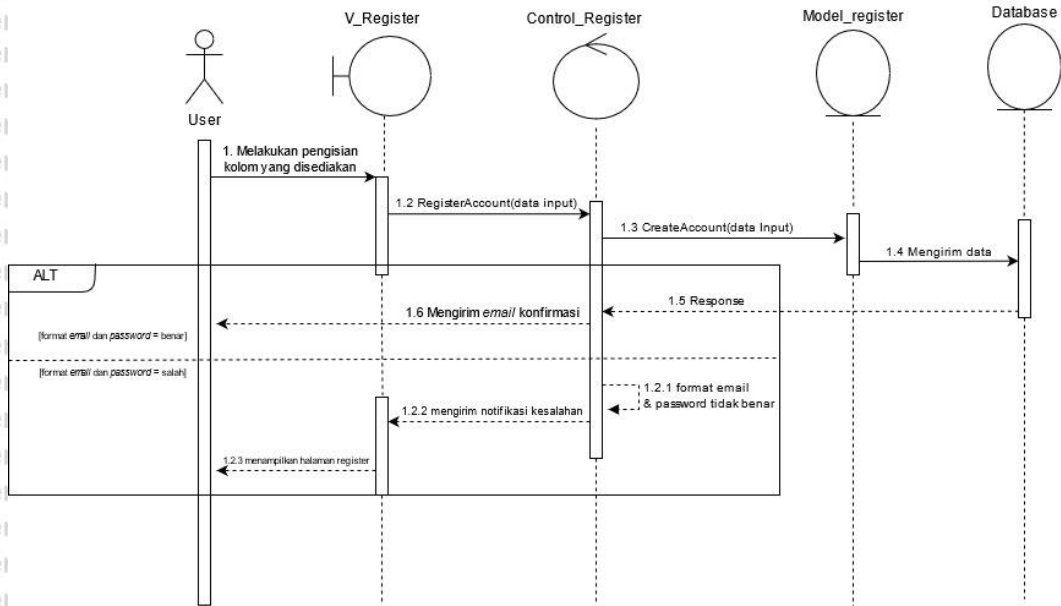 V_Register
Control_Register
Model_register
Database
User
1. Melakukan pengisian
kolom yang disediakan
1.2 RegisterAccount(data input)
1.3 CreateAccount(data Input)
1.4 Mengirim data
ALT
1.5 Response
1.6 Mengirim email konfirmasi
[format email dan password = benar]
[format email dan password = salah]
1.2.1 format email
& password tidak benar
1.2.2 mengirim notifikasi kesalahan
1.2.3 menampilkan halaman register